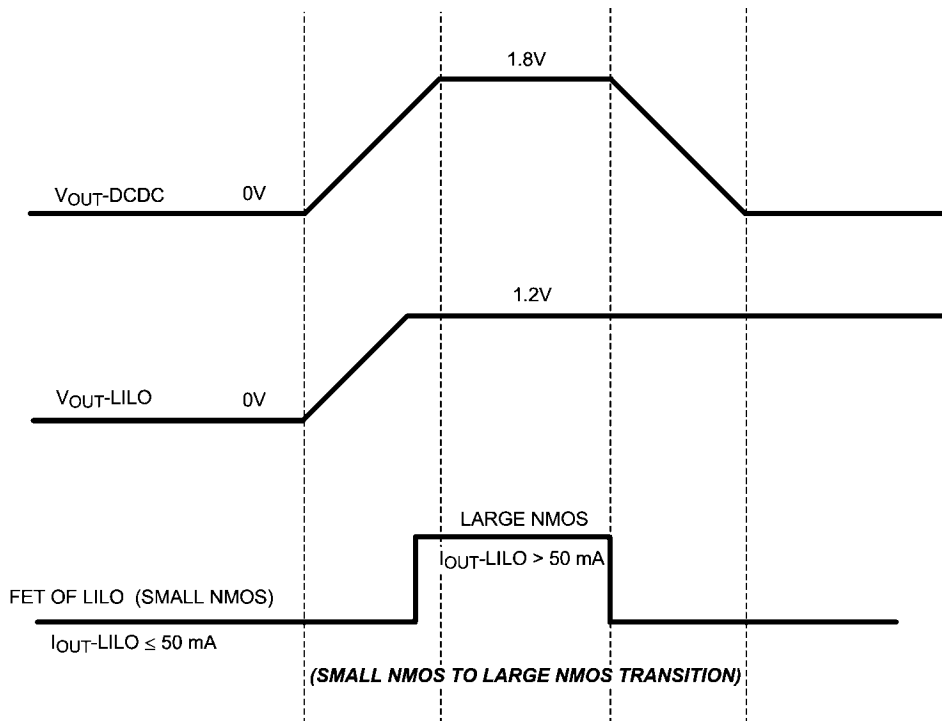 1.8V
VOUT-DCDC 0V
1.2V
VOUT-LILO 0V
LARGE NMOS
IOUT-LILO > 50 mA
FET OF LILO (SMALL NMOS)
IOUT-LILO ≤ 50 mA
(SMALL NMOS TO LARGE NMOS TRANSITION)